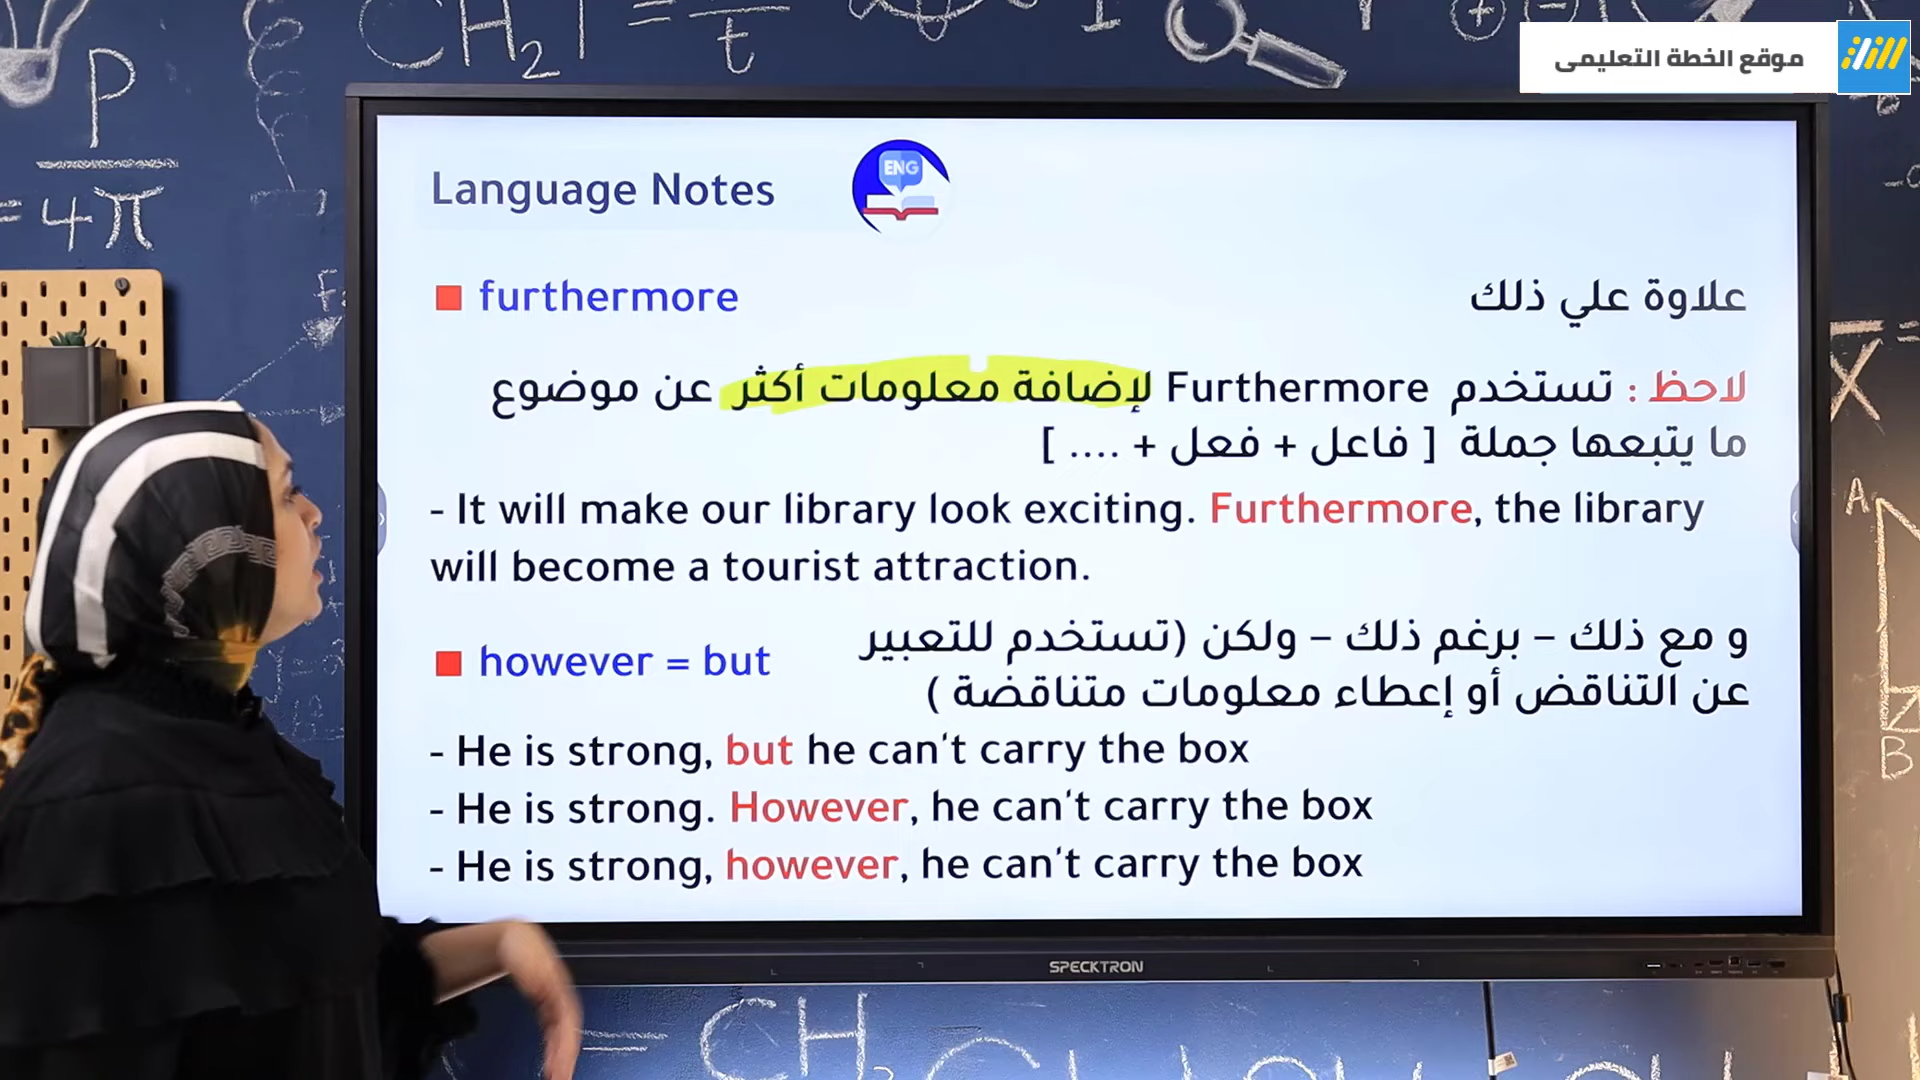 CH₂
= /t
موقع الخطة التعليمى
P
= 4π
Language Notes
ENG
furthermore علاوة علي ذلك
لاحظ : تستخدم Furthermore لإضافة معلومات أكثر عن موضوع
ما يتبعها جملة [ فاعل + فعل + .... ]
- It will make our library look exciting. Furthermore, the library
will become a tourist attraction.
however = but و مع ذلك – برغم ذلك – ولكن (تستخدم للتعبير
عن التناقض أو إعطاء معلومات متناقضة )
- He is strong, but he can't carry the box
- He is strong. However, he can't carry the box
- He is strong, however, he can't carry the box
SPECKTRON
X
A
B
= CH₂